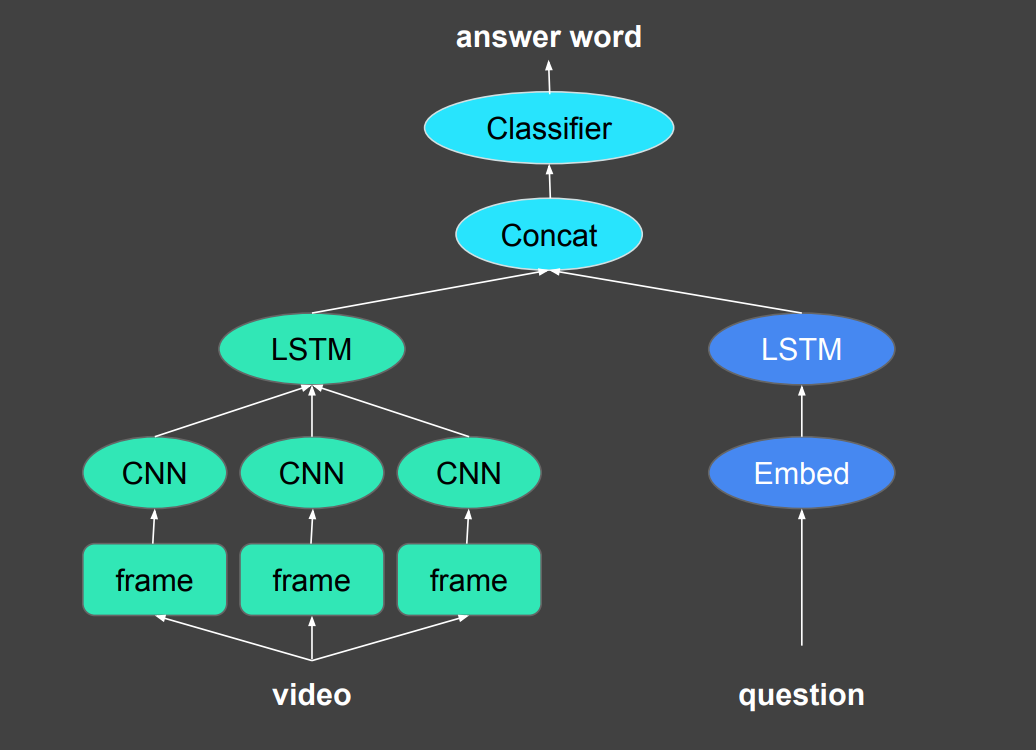 answer word
Classifier
Concat
LSTM LSTM
CNN CNN CNN Embed
frame frame frame
video question